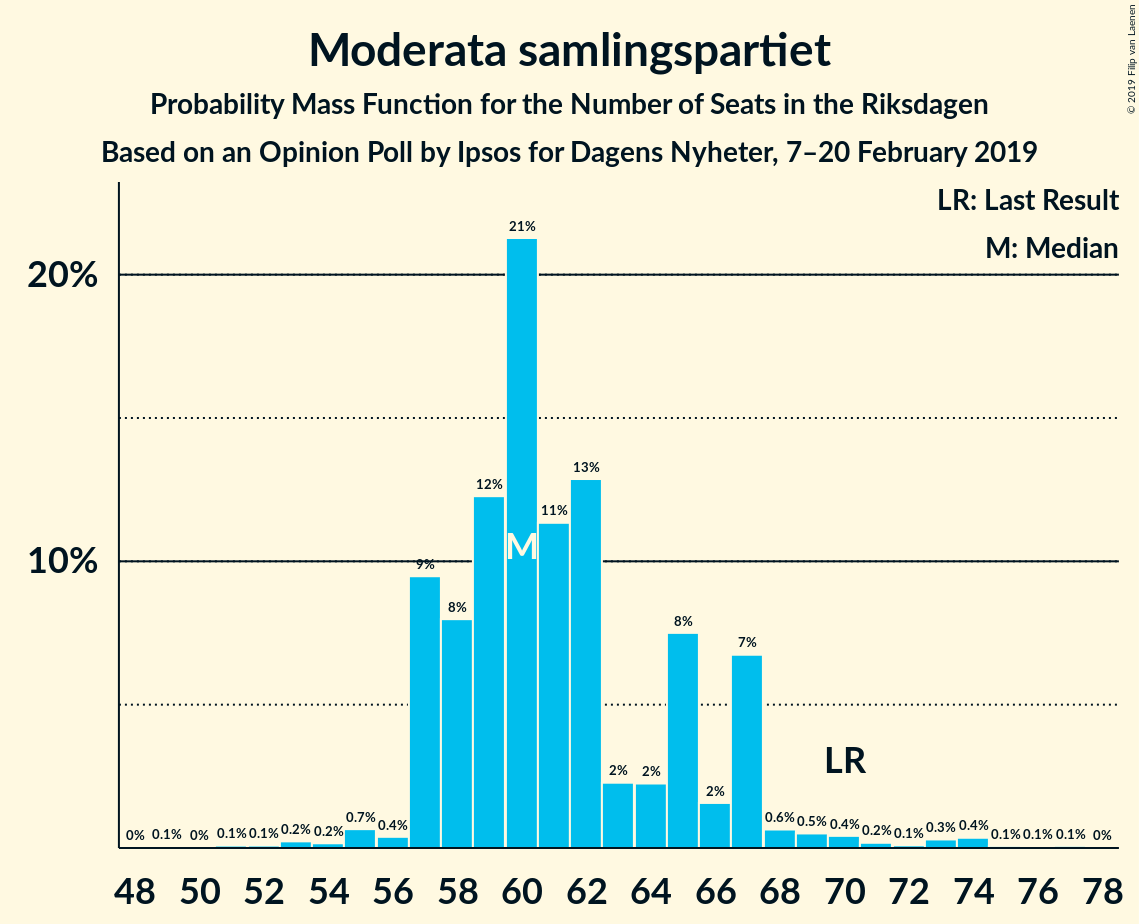 Moderata samlingspartiet
Probability Mass Function for the Number of Seats in the Riksdagen
Based on an Opinion Poll by Ipsos for Dagens Nyheter, 7–20 February 2019
© 2019 Filip van Laenen
LR: Last Result
M: Median
20%
10%
0% 0.1% 0% 0.1% 0.1% 0.2% 0.2% 0.7% 0.4% 9% 8% 12% 21% 11% 13% 2% 2% 8% 2% 7% 0.6% 0.5% 0.4% 0.2% 0.1% 0.3% 0.4% 0.1% 0.1% 0.1% 0%
M
LR
48 50 52 54 56 58 60 62 64 66 68 70 72 74 76 78